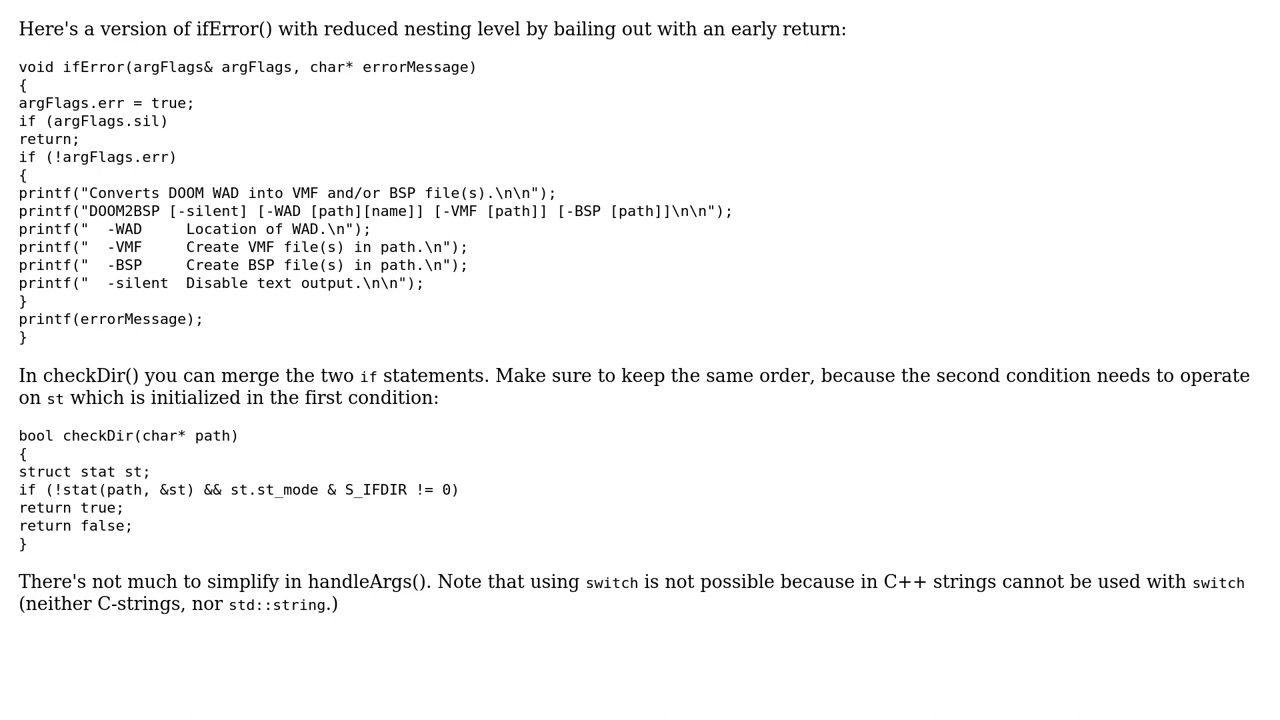 Here's a version of ifError() with reduced nesting level by bailing out with an early return:
void ifError(argFlags& argFlags, char* errorMessage)
{
argFlags.err = true;
if (argFlags.sil)
return;
if (!argFlags.err)
{
printf("Converts DOOM WAD into VMF and/or BSP file(s).\n\n");
printf("DOOM2BSP [-silent] [-WAD [path][name]] [-VMF [path]] [-BSP [path]]\n\n");
printf("  -WAD     Location of WAD.\n");
printf("  -VMF     Create VMF file(s) in path.\n");
printf("  -BSP     Create BSP file(s) in path.\n");
printf("  -silent  Disable text output.\n\n");
}
printf(errorMessage);
}
In checkDir() you can merge the two if statements. Make sure to keep the same order, because the second condition needs to operate
on st which is initialized in the first condition:
bool checkDir(char* path)
{
struct stat st;
if (!stat(path, &st) && st.st_mode & S_IFDIR != 0)
return true;
return false;
}
There's not much to simplify in handleArgs(). Note that using switch is not possible because in C++ strings cannot be used with switch
(neither C-strings, nor std::string.)